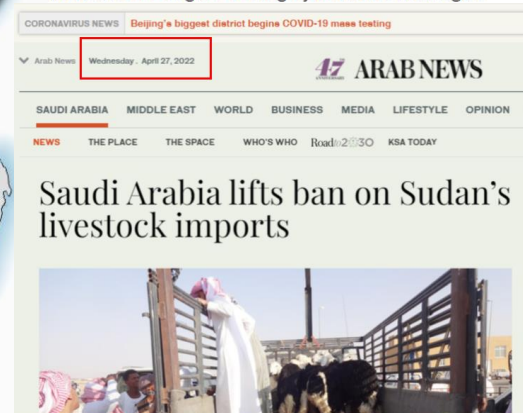 CORONAVIRUS NEWS Beijing's biggest district begins COVID-19 mass testing
Arab News Wednesday . April 27, 2022
47 ARAB NEWS
SAUDI ARABIA MIDDLE EAST WORLD BUSINESS MEDIA LIFESTYLE OPINION
NEWS THE PLACE THE SPACE WHO'S WHO Road to 2030 KSA TODAY
Saudi Arabia lifts ban on Sudan's
livestock imports